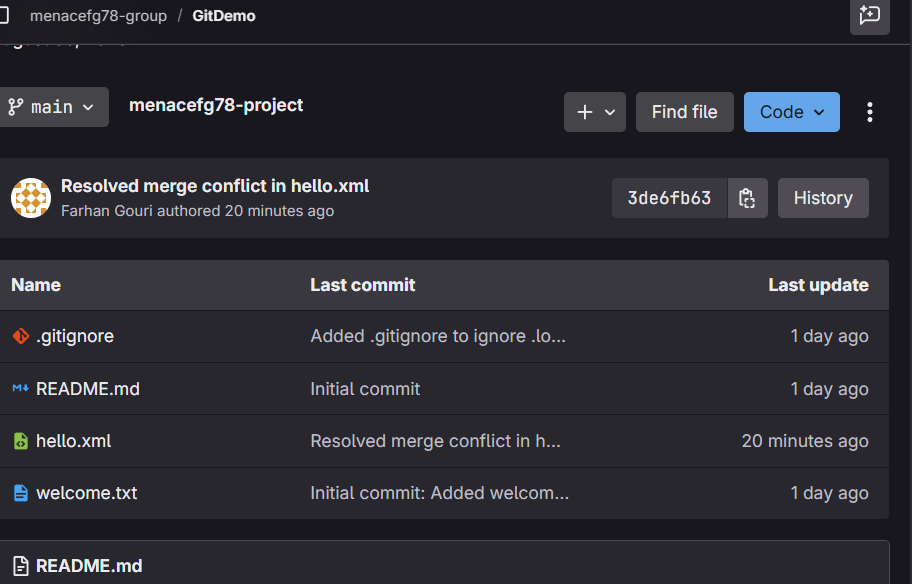 menacefg78-group / GitDemo
main
menacefg78-project
Find file
Code
Resolved merge conflict in hello.xml
Farhan Gouri authored 20 minutes ago
3de6fb63
History
Name Last commit Last update
.gitignore Added .gitignore to ignore .lo... 1 day ago
README.md Initial commit 1 day ago
hello.xml Resolved merge conflict in h... 20 minutes ago
welcome.txt Initial commit: Added welcom... 1 day ago
README.md